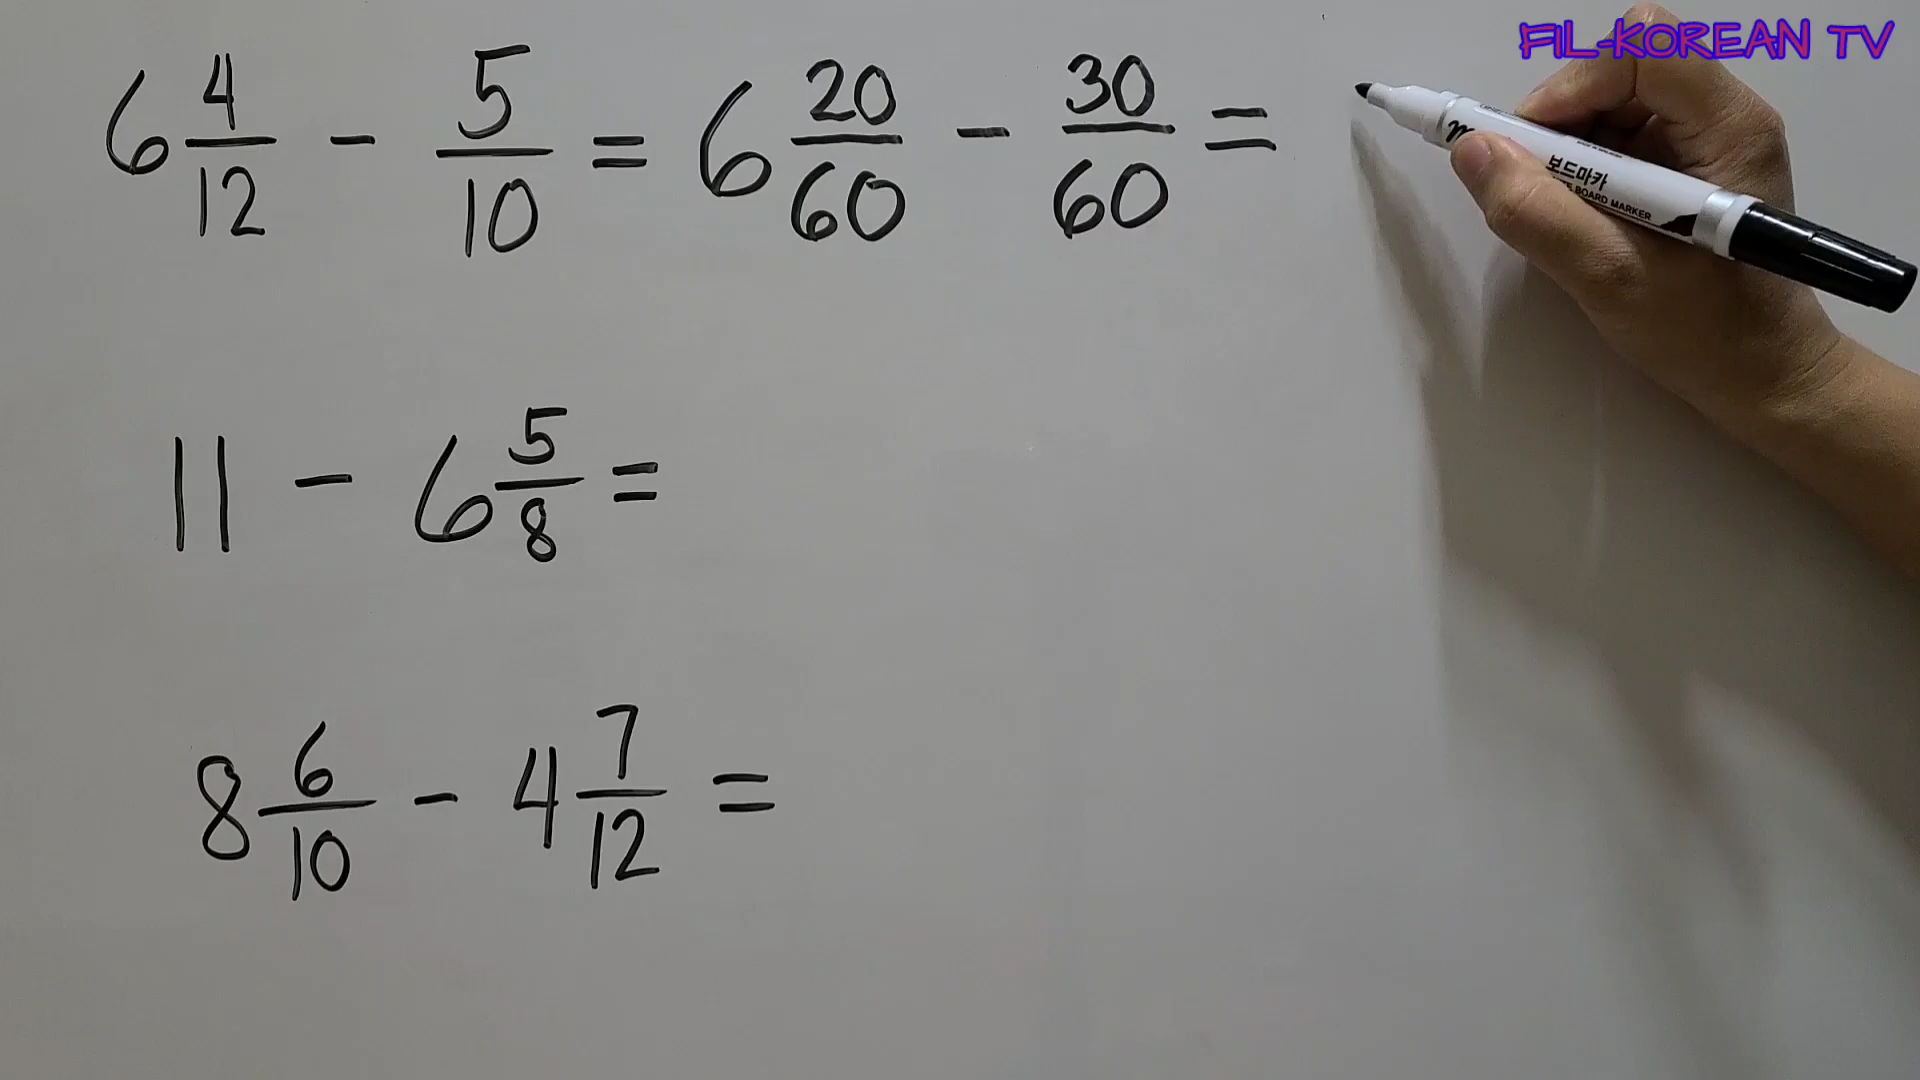 FIL-KOREAN TV
6 4/12 - 5/10 = 6 20/60 - 30/60 =
보드마카
BOARD MARKER
11 - 6 5/8 =
8 6/10 - 4 7/12 =